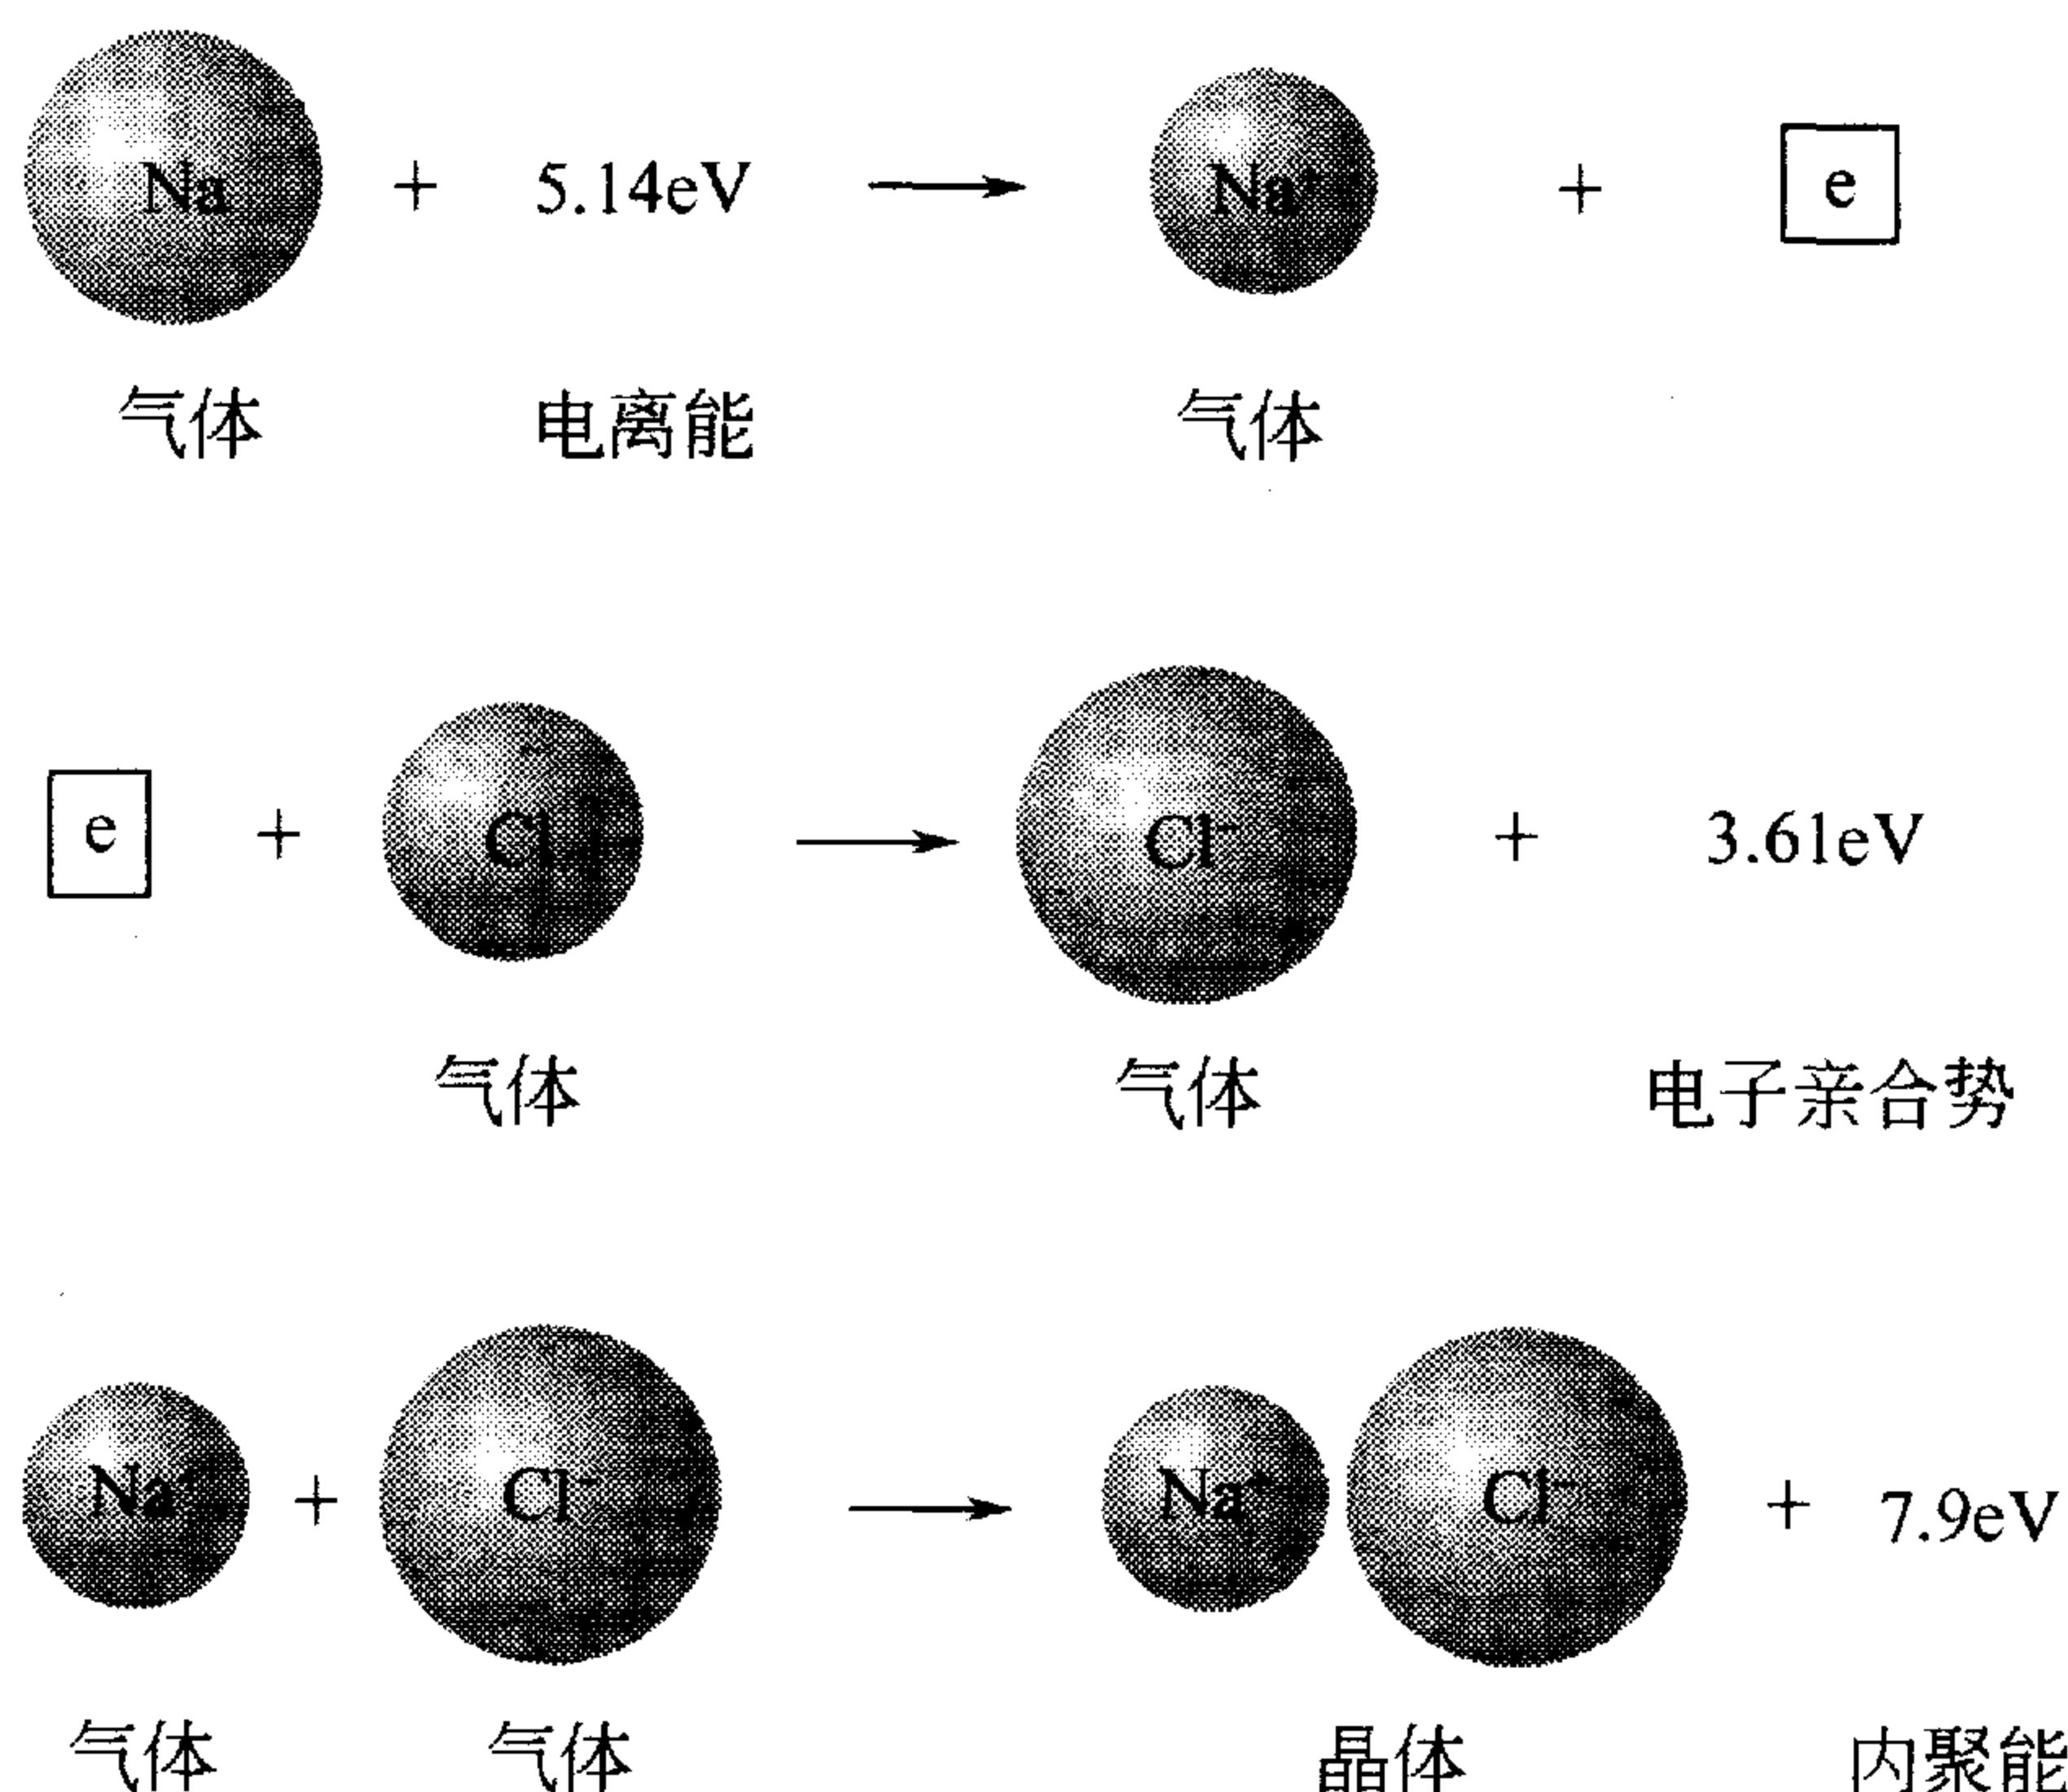 Na + 5.14eV → Na⁺ + e
气体 电离能 气体
e + Cl → Cl⁻ + 3.61eV
气体 气体 电子亲合势
Na⁺ + Cl⁻ → Na⁺ Cl⁻ + 7.9eV
气体 气体 晶体 内聚能